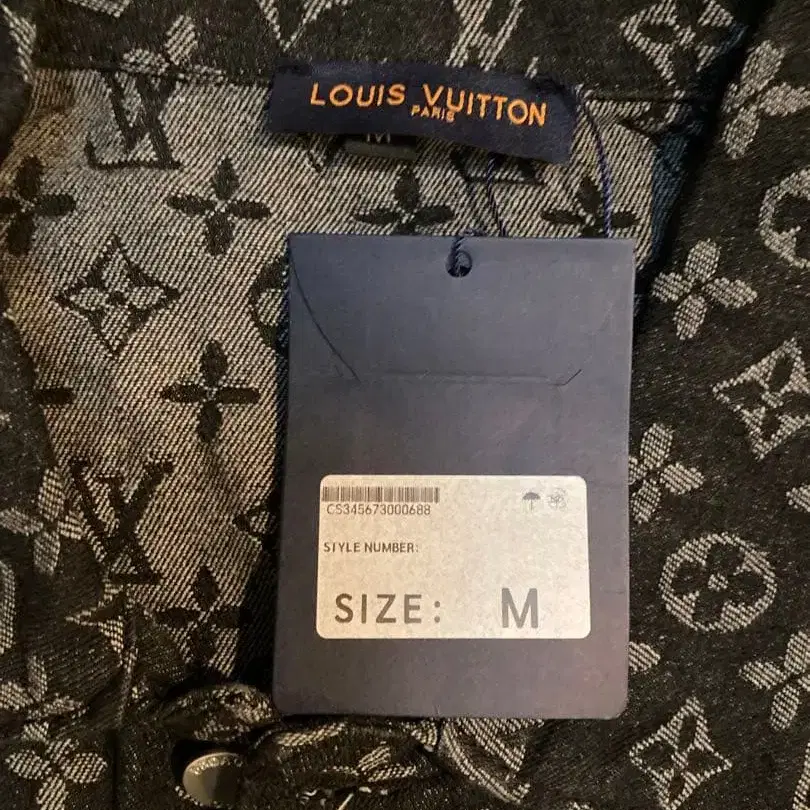 LOUIS VUITTON
PARIS
M
CS345673000688
STYLE NUMBER:
SIZE: M